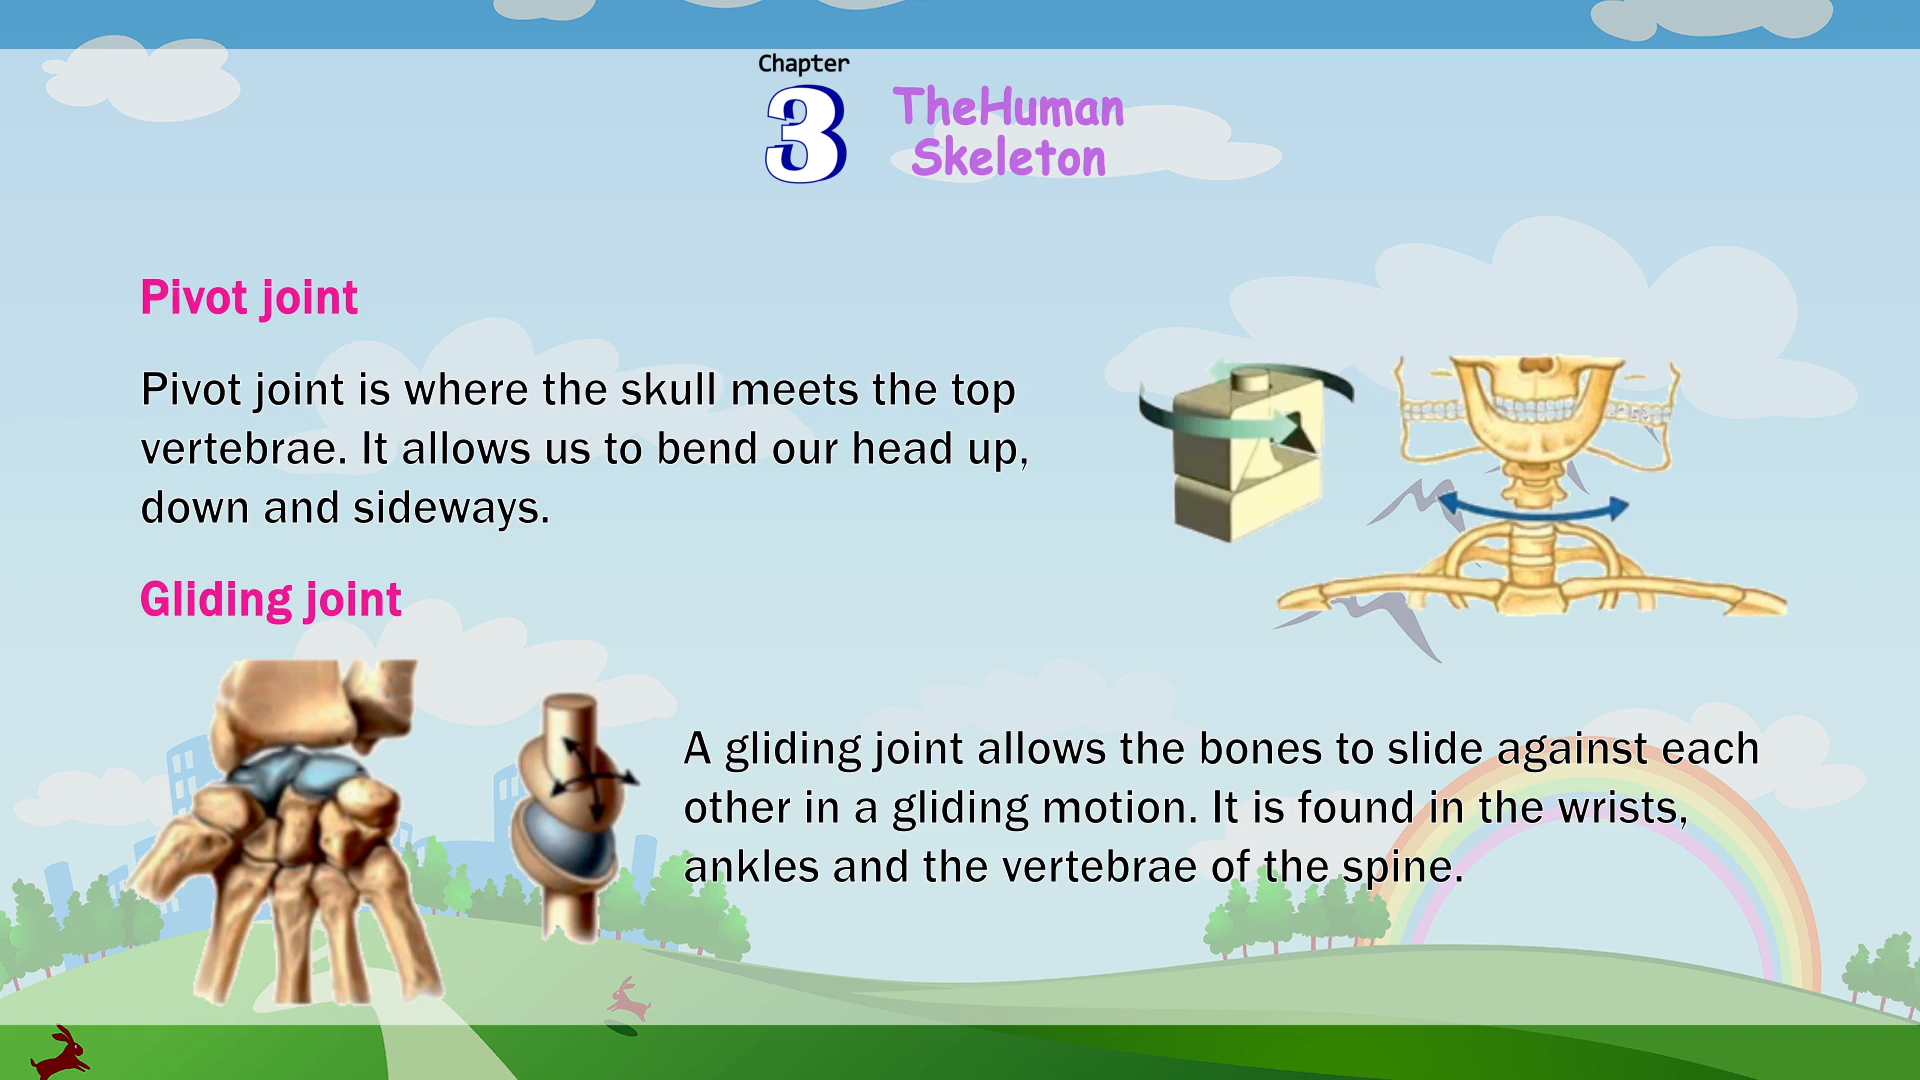 Chapter
3
TheHuman
Skeleton
Pivot joint
Pivot joint is where the skull meets the top
vertebrae. It allows us to bend our head up,
down and sideways.
Gliding joint
A gliding joint allows the bones to slide against each
other in a gliding motion. It is found in the wrists,
ankles and the vertebrae of the spine.